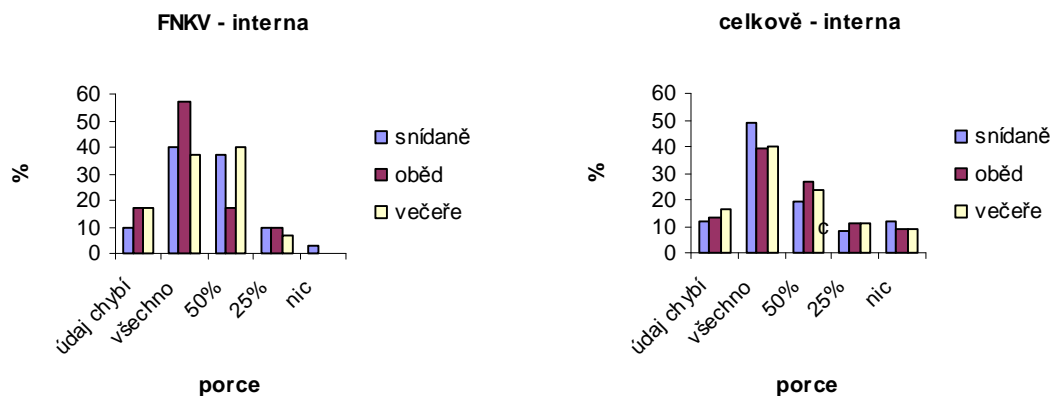 FNKV - interna
60
50
40
30
20
10
0
%
údaj chybí
všechno
50%
25%
nic
porce
snídaně
oběd
večeře
celkově - interna
60
50
40
30
20
10
0
%
c
údaj chybí
všechno
50%
25%
nic
porce
snídaně
oběd
večeře